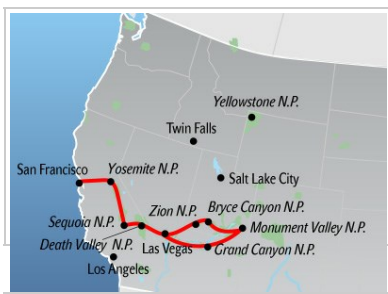 Yellowstone N.P.
Twin Falls
San Francisco
Yosemite N.P.
Salt Lake City
Sequoia N.P.
Zion N.P.
Bryce Canyon N.P.
Monument Valley N.P.
Death Valley N.P.
Las Vegas
Grand Canyon N.P.
Los Angeles